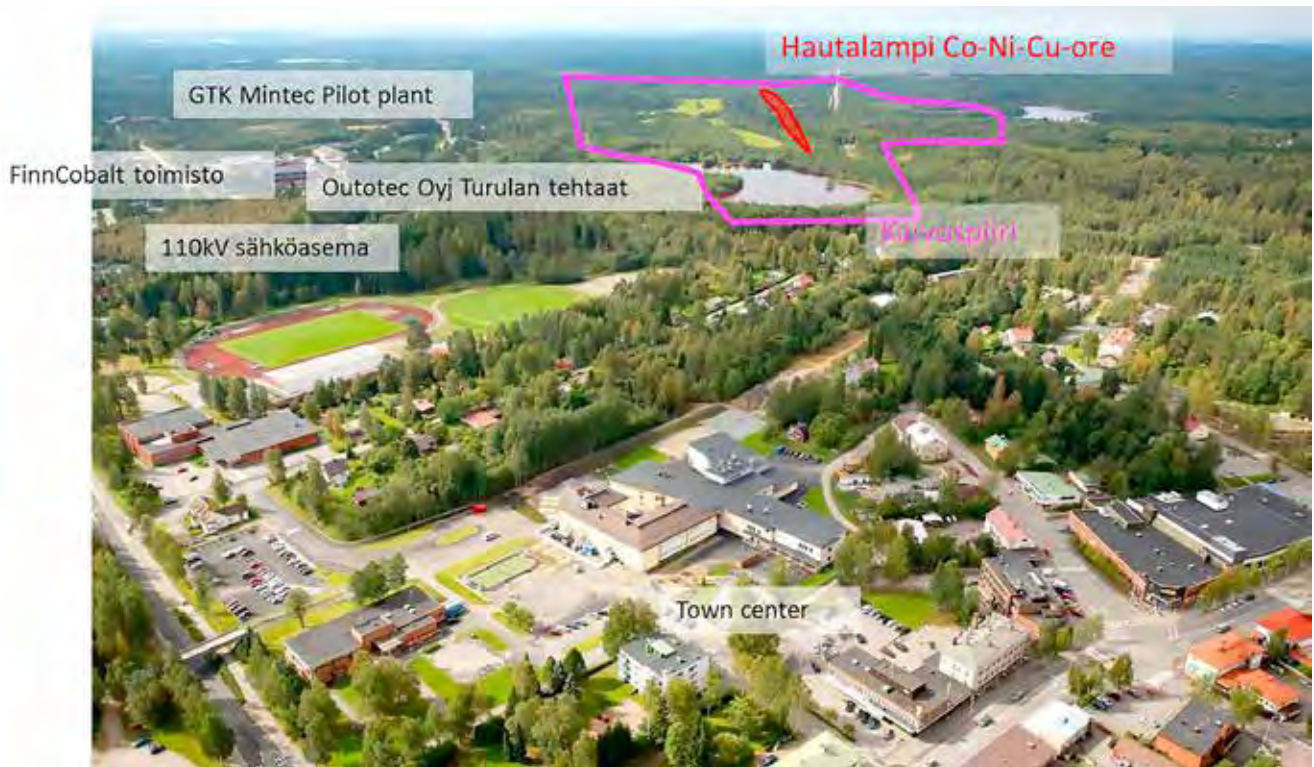 Hautalampi Co-Ni-Cu-ore
GTK Mintec Pilot plant
FinnCobalt toimisto
Outotec Oyj Turulan tehtaat
Kaivospiiri
110kV sähköasema
Town center